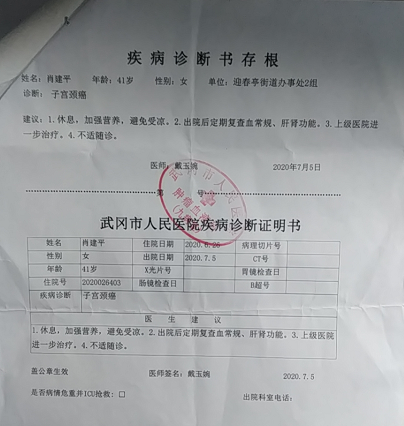 疾病诊断书存根
姓名: 肖建平 年龄: 41岁 性别: 女 单位: 迎春亭街道办事处2组
诊断: 子宫颈癌
建议: 1.休息, 加强营养, 避免受凉。2.出院后定期复查血常规、肝肾功能。3.上级医院进
一步治疗。4.不适随诊。
医师: 戴玉婉 2020年7月5日
第 号
武冈市人民医院疾病诊断证明书
姓名 肖建平 住院日期 2020.6.26 病理切片号
性别 女 出院日期 2020.7.5 CT号
年龄 41岁 X光片号 胃镜检查日
住院号 2020026403 肠镜检查日 B超号
疾病诊断 子宫颈癌
医 生 建 议
1.休息, 加强营养, 避免受凉。2.出院后定期复查血常规、肝肾功能。3.上级医院
进一步治疗。4.不适随诊。
盖公章生效 医师签名: 戴玉婉 2020.7.5
是否病情危重并ICU抢救: □ 出院科室电话: